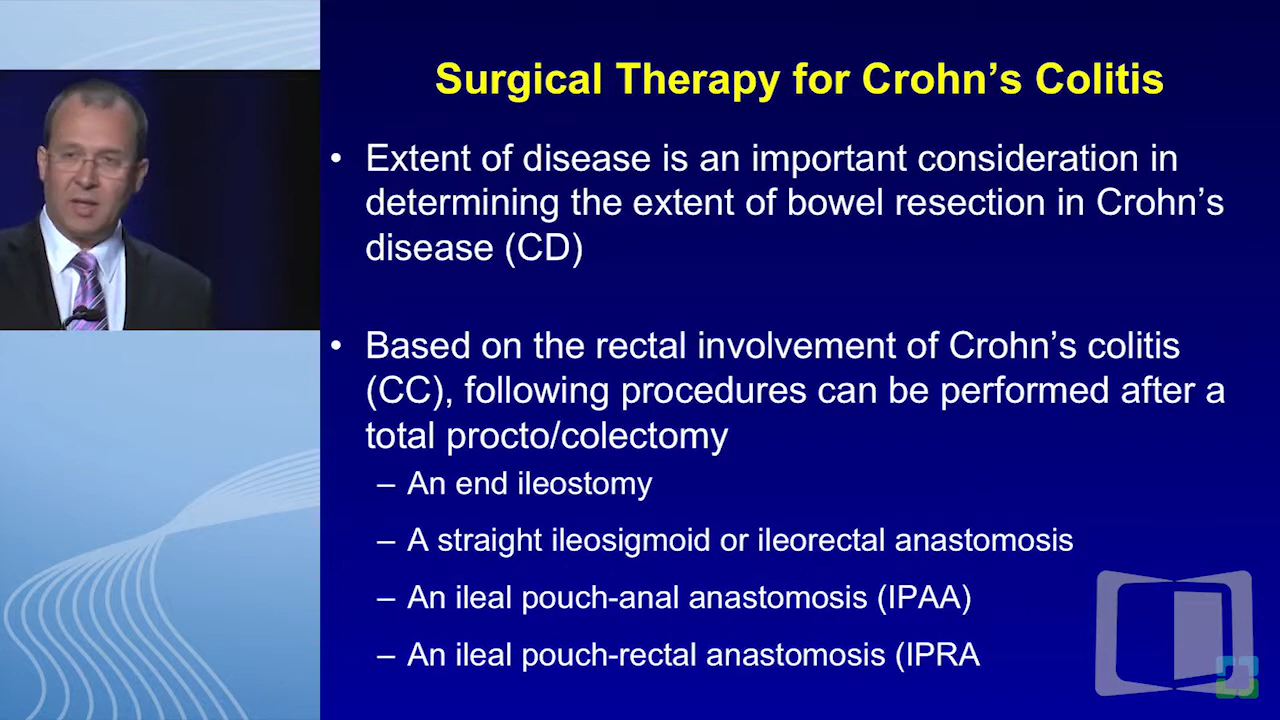 Surgical Therapy for Crohn's Colitis
• Extent of disease is an important consideration in
determining the extent of bowel resection in Crohn's
disease (CD)
• Based on the rectal involvement of Crohn's colitis
(CC), following procedures can be performed after a
total procto/colectomy
– An end ileostomy
– A straight ileosigmoid or ileorectal anastomosis
– An ileal pouch-anal anastomosis (IPAA)
– An ileal pouch-rectal anastomosis (IPRA